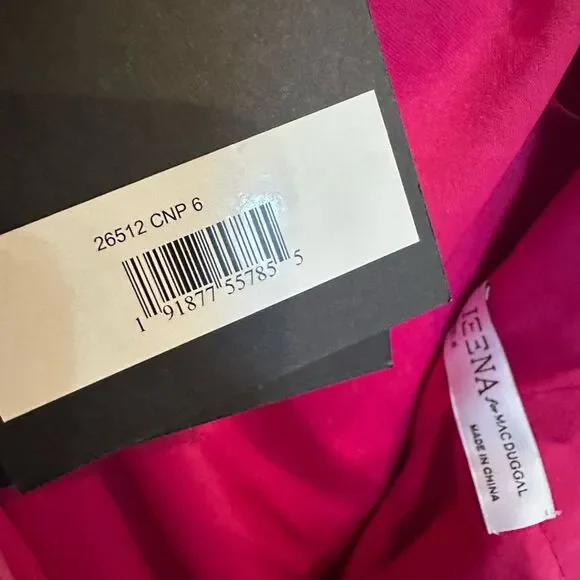 26512 CNP 6
1 91877 55785 5
IEENA
for MAC DUGGAL
MADE IN CHINA